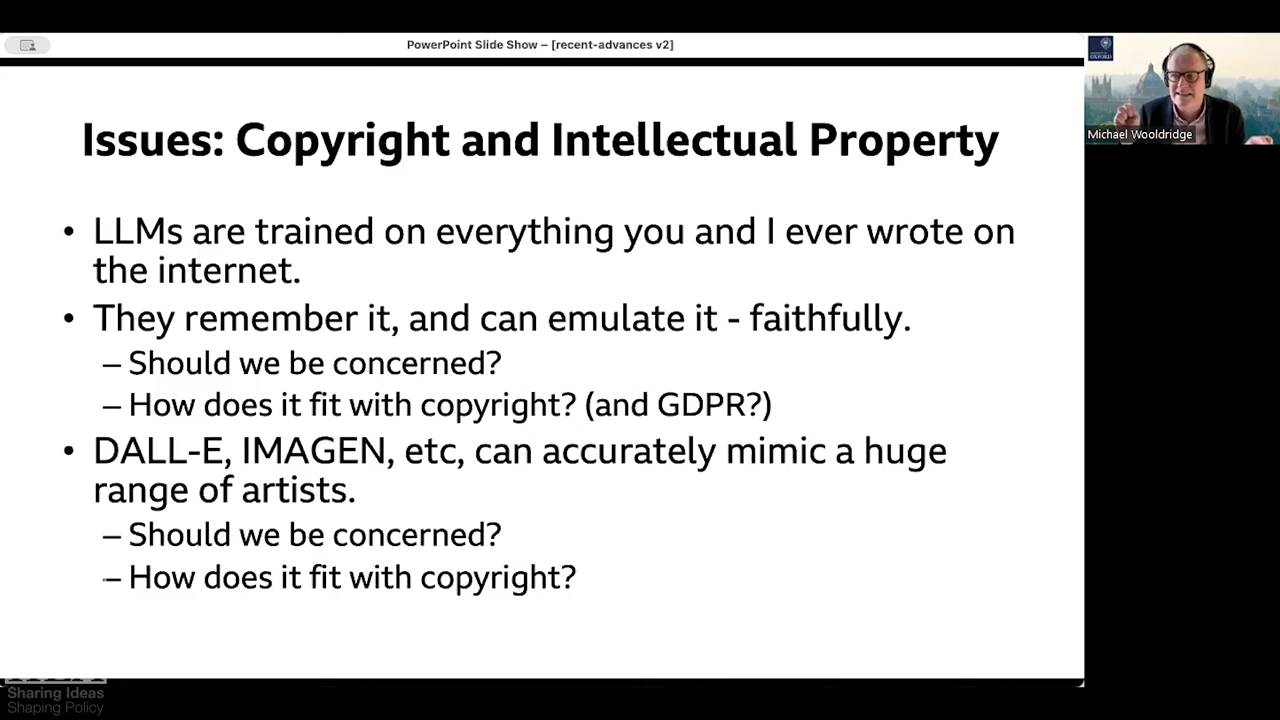 PowerPoint Slide Show – [recent-advances v2]
UNIVERSITY OF
OXFORD
Michael Wooldridge
Issues: Copyright and Intellectual Property
• LLMs are trained on everything you and I ever wrote on
the internet.
• They remember it, and can emulate it - faithfully.
– Should we be concerned?
– How does it fit with copyright? (and GDPR?)
• DALL-E, IMAGEN, etc, can accurately mimic a huge
range of artists.
– Should we be concerned?
– How does it fit with copyright?
Sharing Ideas
Shaping Policy